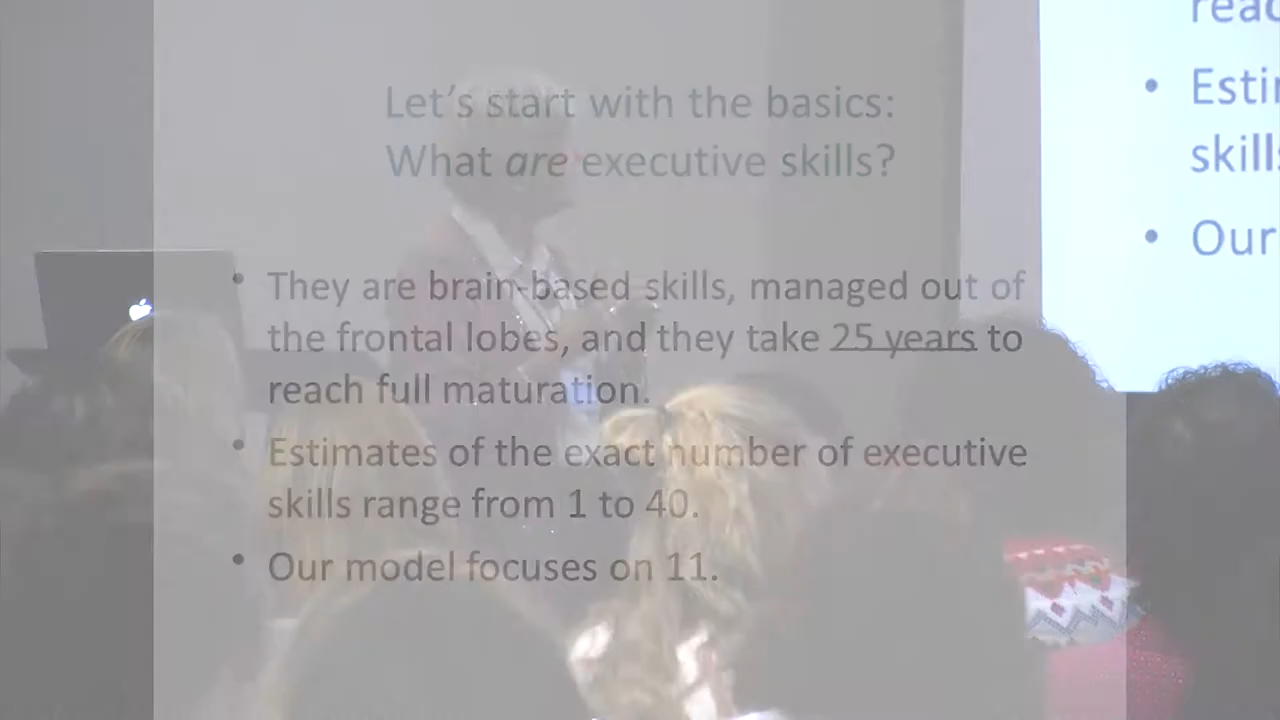 Let's start with the basics:
What are executive skills?
• They are brain-based skills, managed out of
the frontal lobes, and they take 25 years to
reach full maturation.
• Estimates of the exact number of executive
skills range from 1 to 40.
• Our model focuses on 11.
• Our